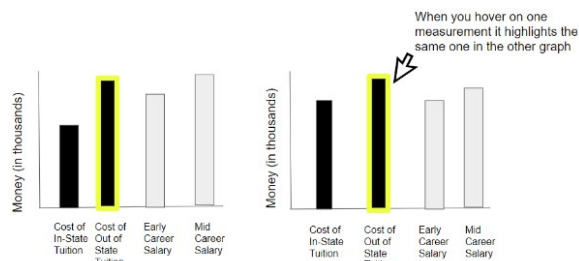 When you hover on one
measurement it highlights the
same one in the other graph
Money (in thousands)
Cost of
In-State
Tuition
Cost of
Out of
State
Tuition
Early
Career
Salary
Mid
Career
Salary
Money (in thousands)
Cost of
In-State
Tuition
Cost of
Out of
State
Early
Career
Salary
Mid
Career
Salary